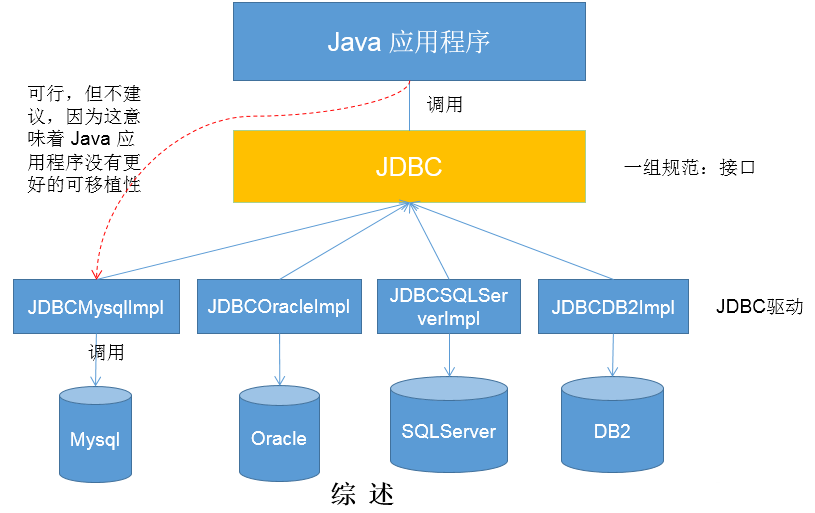 Java 应用程序
可行，但不建
议，因为这意
味着 Java 应
用程序没有更
好的可移植性
调用
JDBC
一组规范：接口
JDBCMysqlImpl
JDBCOracleImpl
JDBCSQLSer
verImpl
JDBCDB2Impl
JDBC驱动
调用
Mysql
Oracle
SQLServer
DB2
综 述